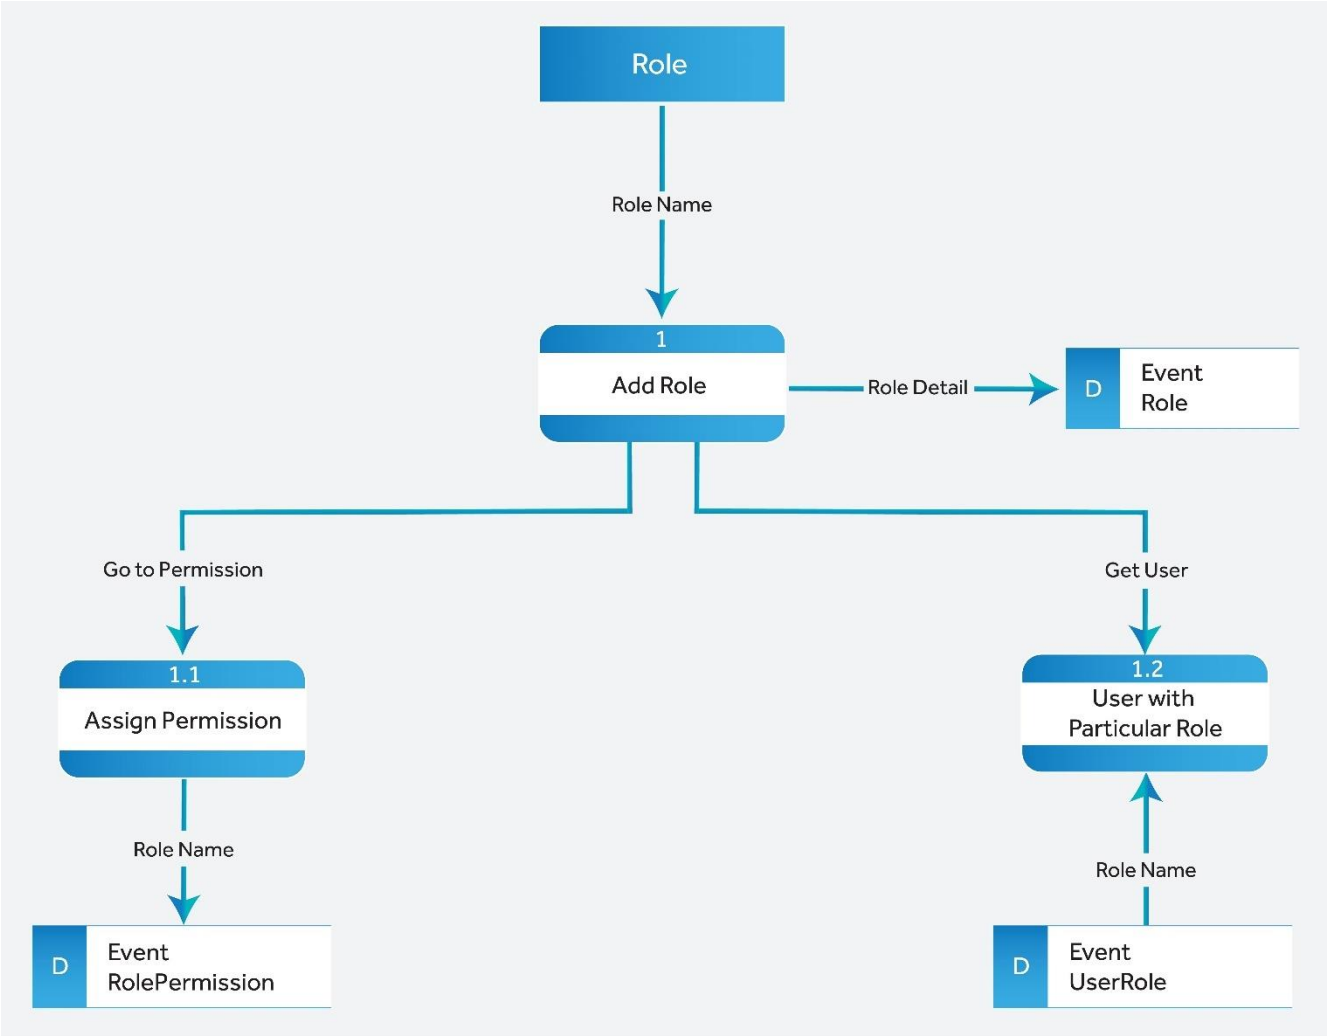 Role
Role Name
1
Add Role
Role Detail
D
Event
Role
Go to Permission
Get User
1.1
Assign Permission
1.2
User with
Particular Role
Role Name
Role Name
D
Event
RolePermission
D
Event
UserRole